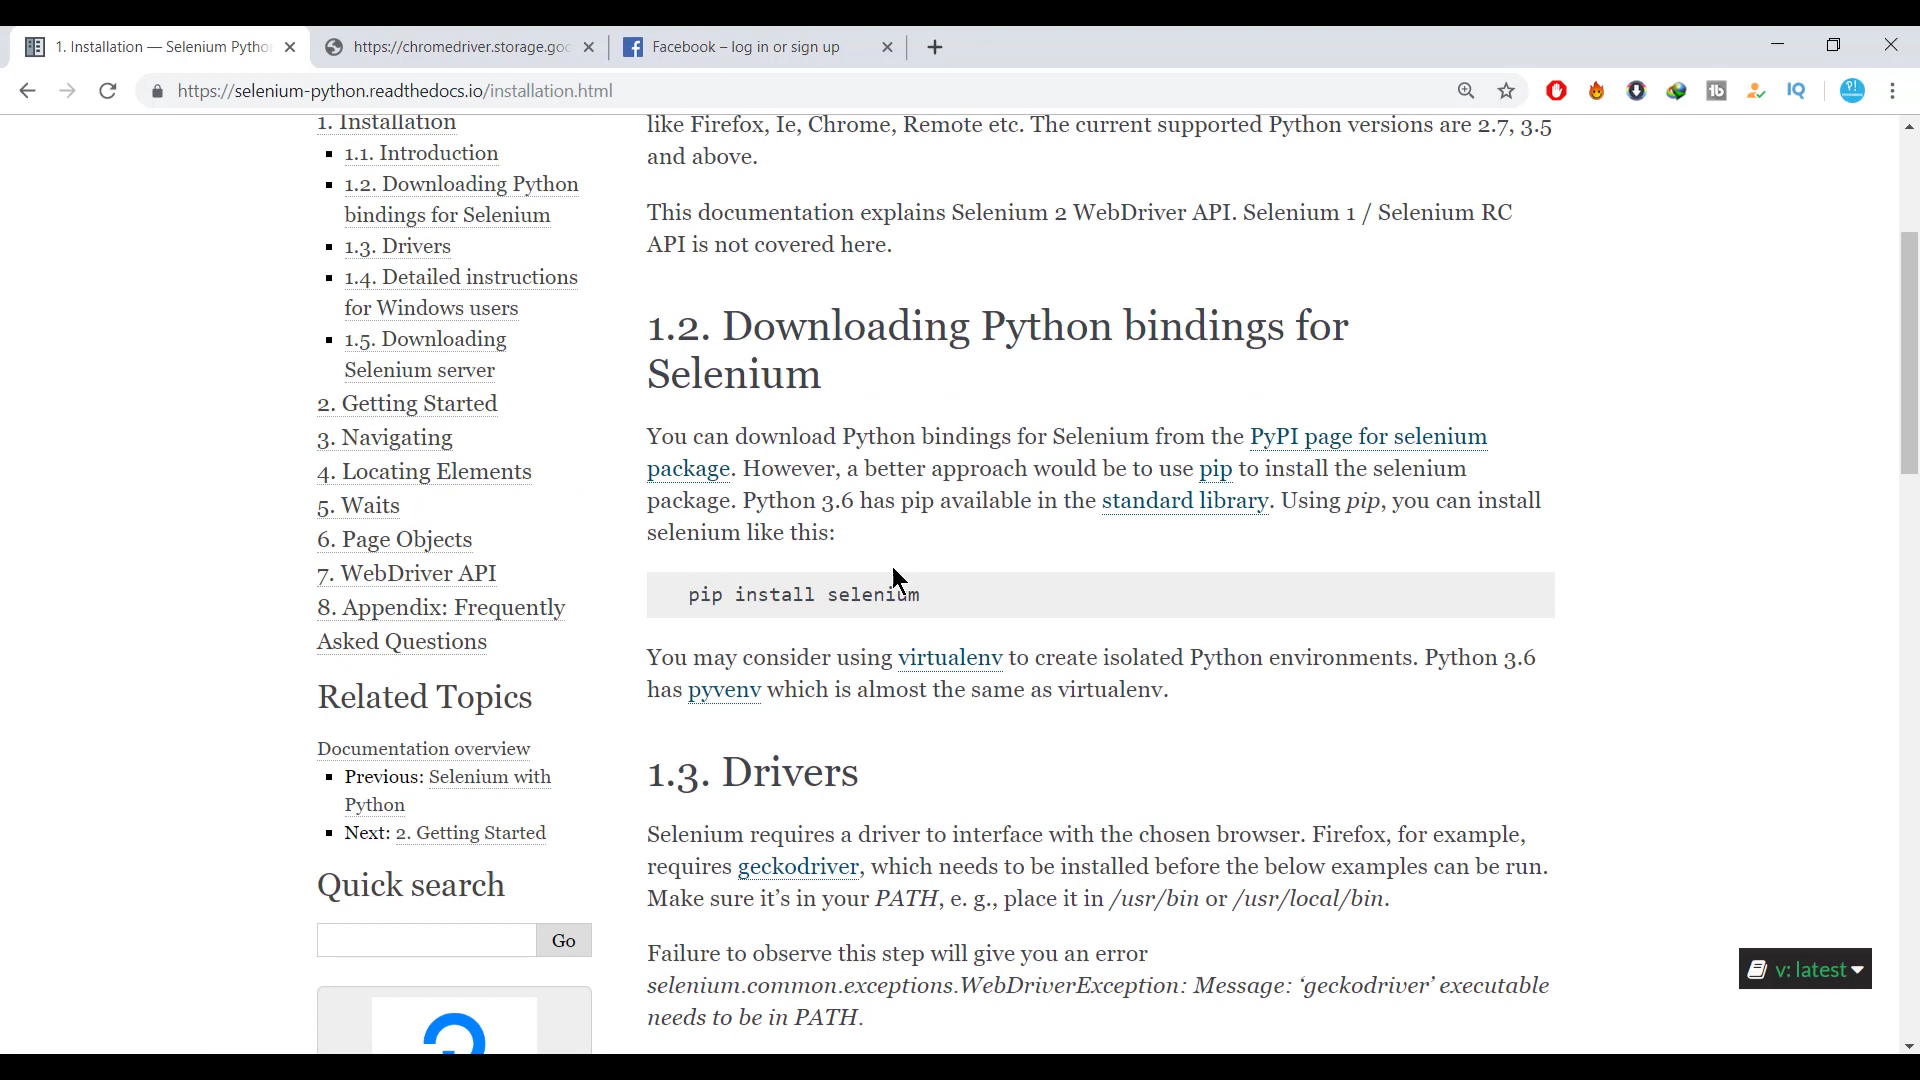 1. Installation — Selenium Pytho
https://chromedriver.storage.goo
Facebook – log in or sign up
https://selenium-python.readthedocs.io/installation.html
1. Installation
1.1. Introduction
1.2. Downloading Python
bindings for Selenium
1.3. Drivers
1.4. Detailed instructions
for Windows users
1.5. Downloading
Selenium server
2. Getting Started
3. Navigating
4. Locating Elements
5. Waits
6. Page Objects
7. WebDriver API
8. Appendix: Frequently
Asked Questions
Related Topics
Documentation overview
Previous: Selenium with
Python
Next: 2. Getting Started
Quick search
Go
like Firefox, Ie, Chrome, Remote etc. The current supported Python versions are 2.7, 3.5
and above.
This documentation explains Selenium 2 WebDriver API. Selenium 1 / Selenium RC
API is not covered here.
1.2. Downloading Python bindings for
Selenium
You can download Python bindings for Selenium from the PyPI page for selenium
package. However, a better approach would be to use pip to install the selenium
package. Python 3.6 has pip available in the standard library. Using pip, you can install
selenium like this:
pip install selenium
You may consider using virtualenv to create isolated Python environments. Python 3.6
has pyvenv which is almost the same as virtualenv.
1.3. Drivers
Selenium requires a driver to interface with the chosen browser. Firefox, for example,
requires geckodriver, which needs to be installed before the below examples can be run.
Make sure it’s in your PATH, e. g., place it in /usr/bin or /usr/local/bin.
Failure to observe this step will give you an error
selenium.common.exceptions.WebDriverException: Message: ‘geckodriver’ executable
needs to be in PATH.
v: latest